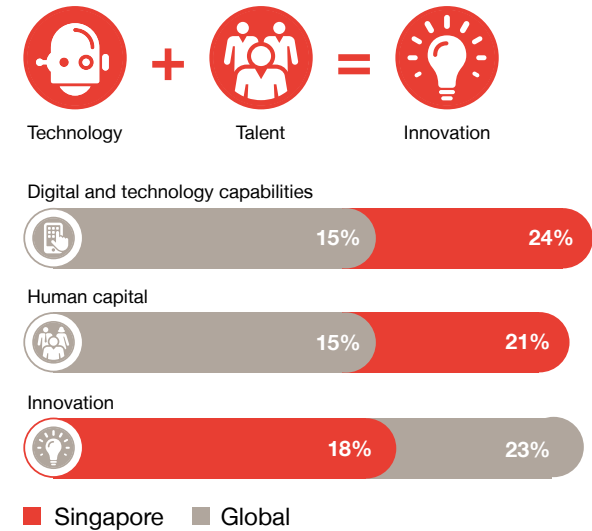 Technology + Talent = Innovation
Digital and technology capabilities
15% 24%
Human capital
15% 21%
Innovation
18% 23%
Singapore Global